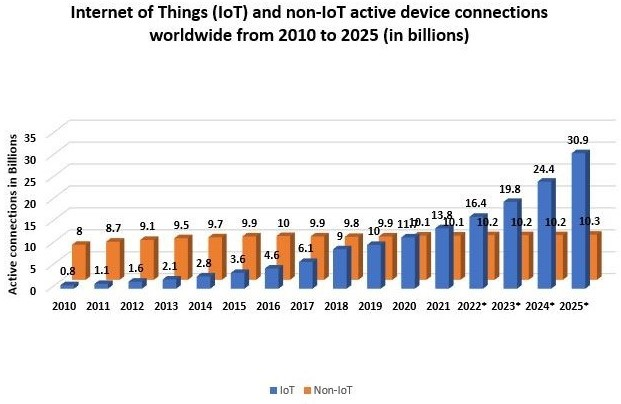 Internet of Things (IoT) and non-IoT active device connections
worldwide from 2010 to 2025 (in billions)
Active connections in Billions
35
30
25
20
15
10
5
0
8 8.7 9.1 9.5 9.7 9.9 10 9.9 9.8 9.9 10.1 10.1 10.2 10.2 10.2 10.3
0.8 1.1 1.6 2.1 2.8 3.6 4.6 6.1 9 10 13.8 16.4 19.8 24.4 30.9
2010 2011 2012 2013 2014 2015 2016 2017 2018 2019 2020 2021 2022* 2023* 2024* 2025*
IoT Non-IoT